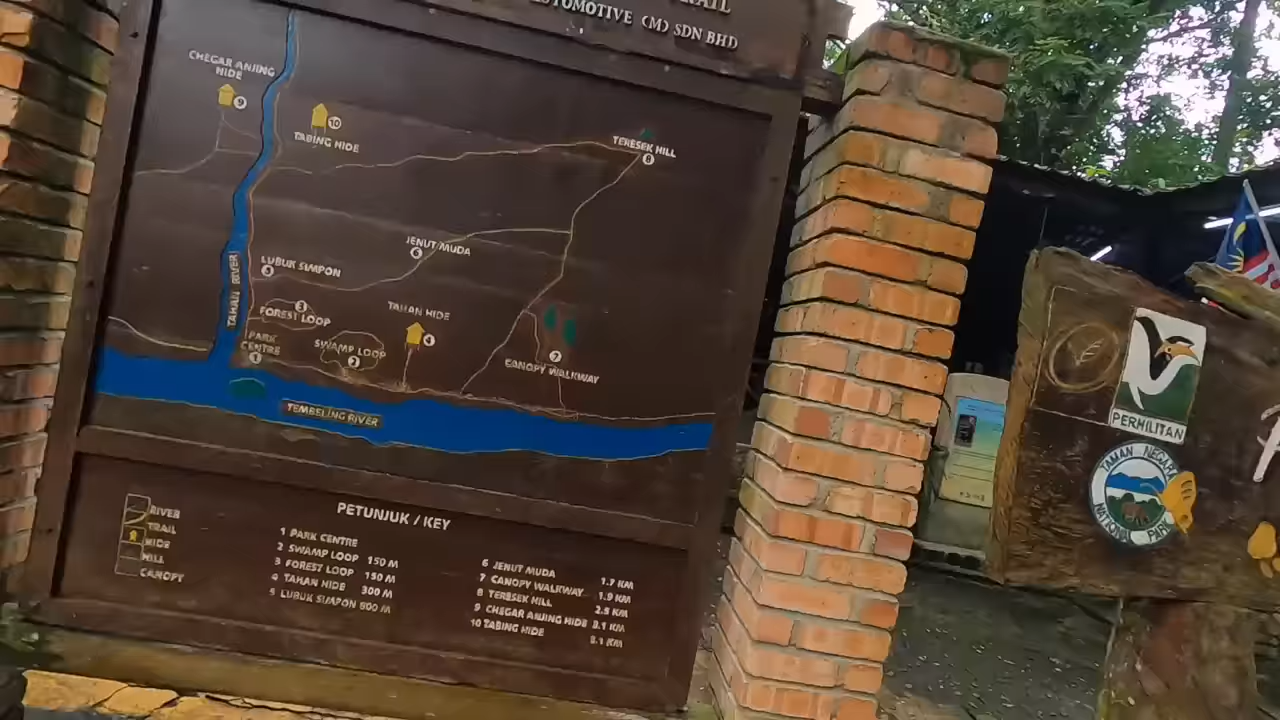 TRAIL
AUTOMOTIVE (M) SDN BHD
CHEGAR ANJING
HIDE
9
10
TABING HIDE
TERESEK HILL
8
JENUT MUDA
6
LUBUK SIMPON
TAHAN RIVER
3
FOREST LOOP
TAHAN HIDE
4
PARK
CENTRE
1
SWAMP LOOP
2
7
CANOPY WALKWAY
TEMBELING RIVER
PETUNJUK / KEY
RIVER
TRAIL
HIDE
HILL
CANOPY
1 PARK CENTRE
2 SWAMP LOOP 150 M
3 FOREST LOOP 150 M
4 TAHAN HIDE 300 M
5 LUBUK SIMPON 800 M
6 JENUT MUDA 1.7 KM
7 CANOPY WALKWAY 1.9 KM
8 TERESEK HILL 2.5 KM
9 CHEGAR ANJING HIDE 3.1 KM
10 TABING HIDE 3.1 KM
PERHILITAN
TAMAN NEGARA
NATIONAL PARK